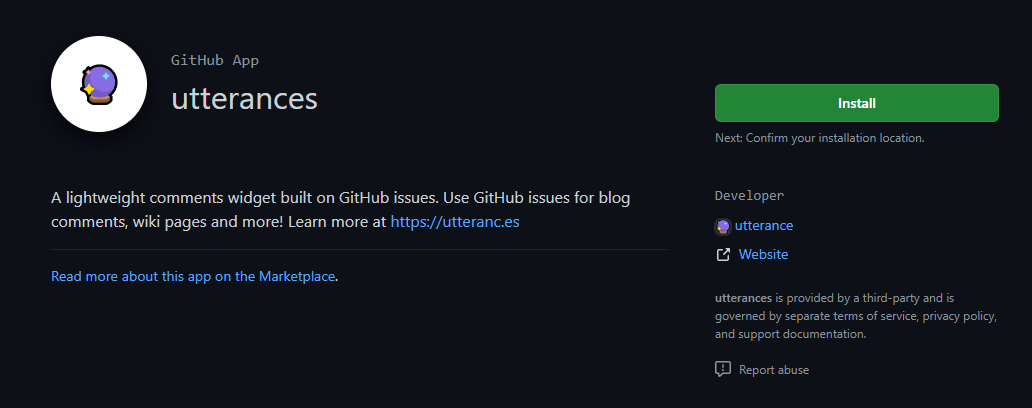 GitHub App
utterances
A lightweight comments widget built on GitHub issues. Use GitHub issues for blog
comments, wiki pages and more! Learn more at https://utteranc.es
Read more about this app on the Marketplace.
Install
Next: Confirm your installation location.
Developer
utterance
Website
utterances is provided by a third-party and is
governed by separate terms of service, privacy policy,
and support documentation.
Report abuse